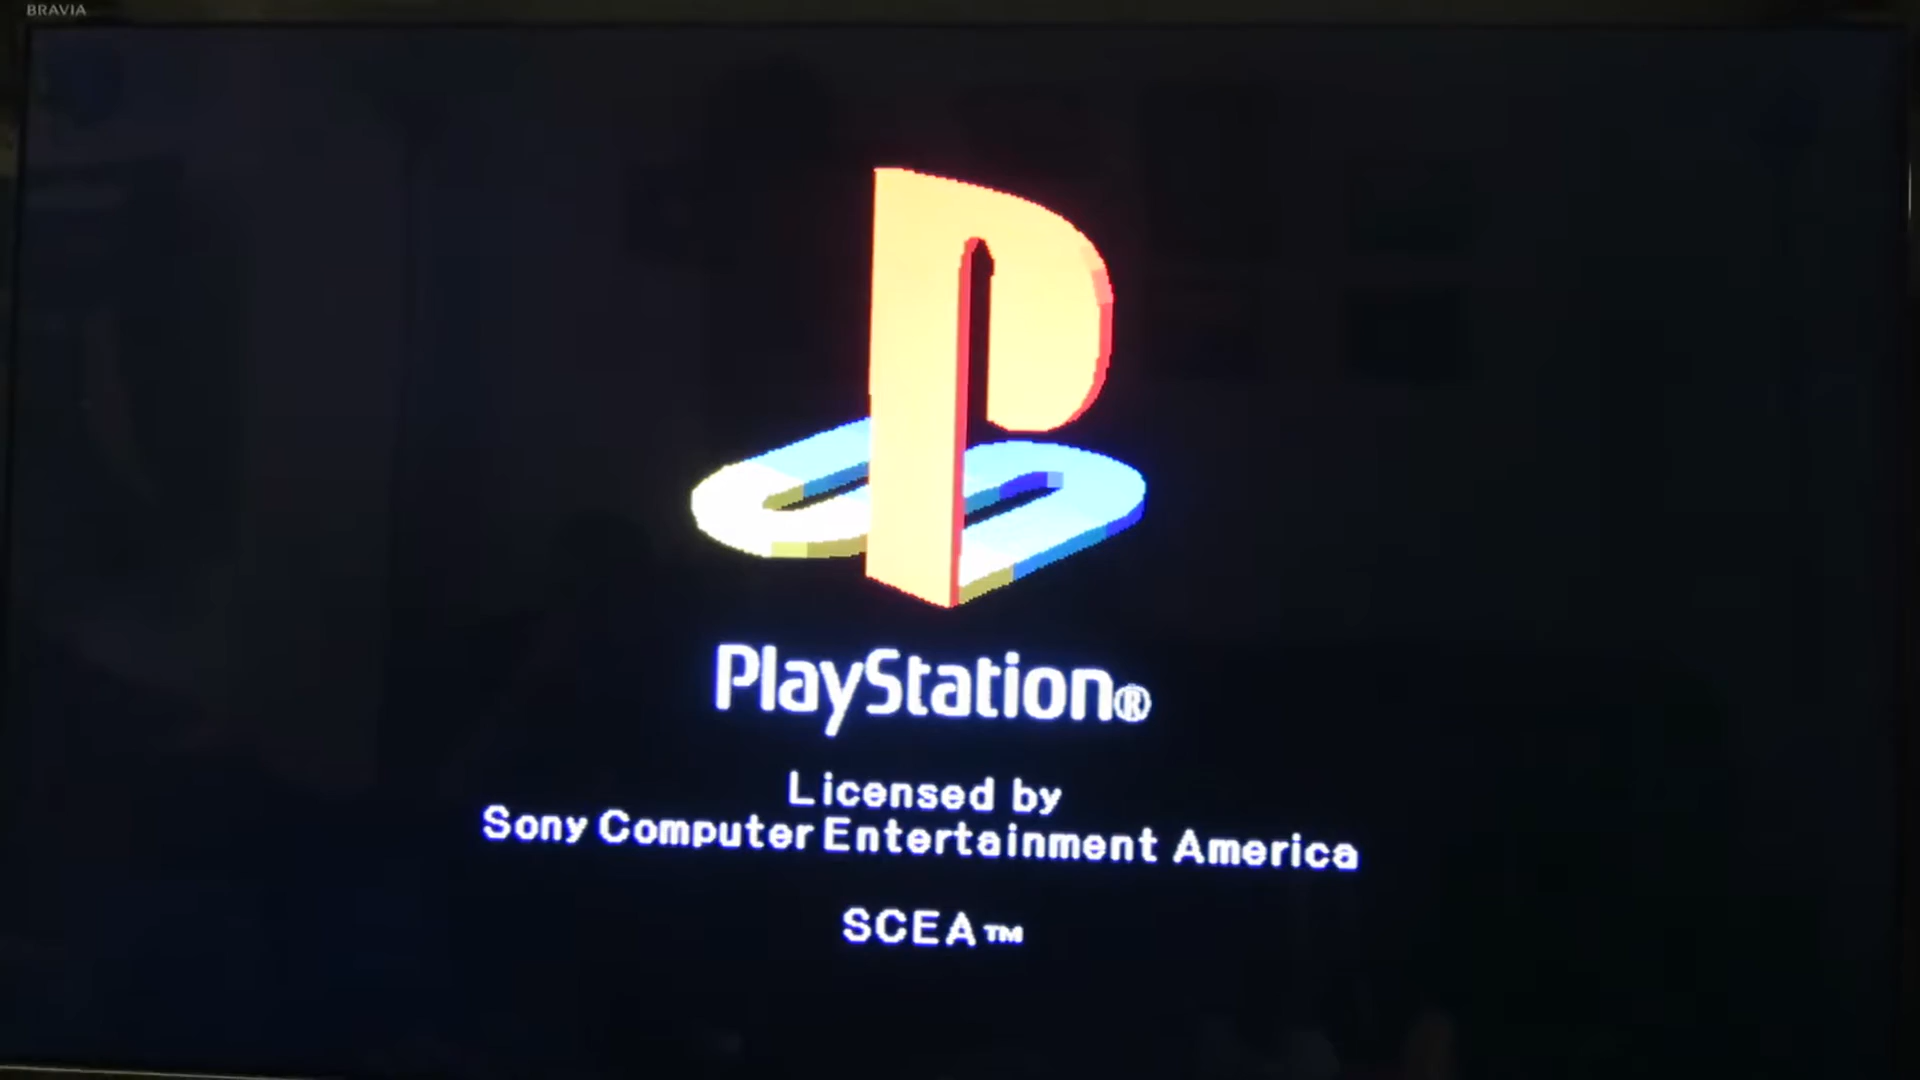 BRAVIA
PlayStation®
Licensed by
Sony Computer Entertainment America
SCEA™